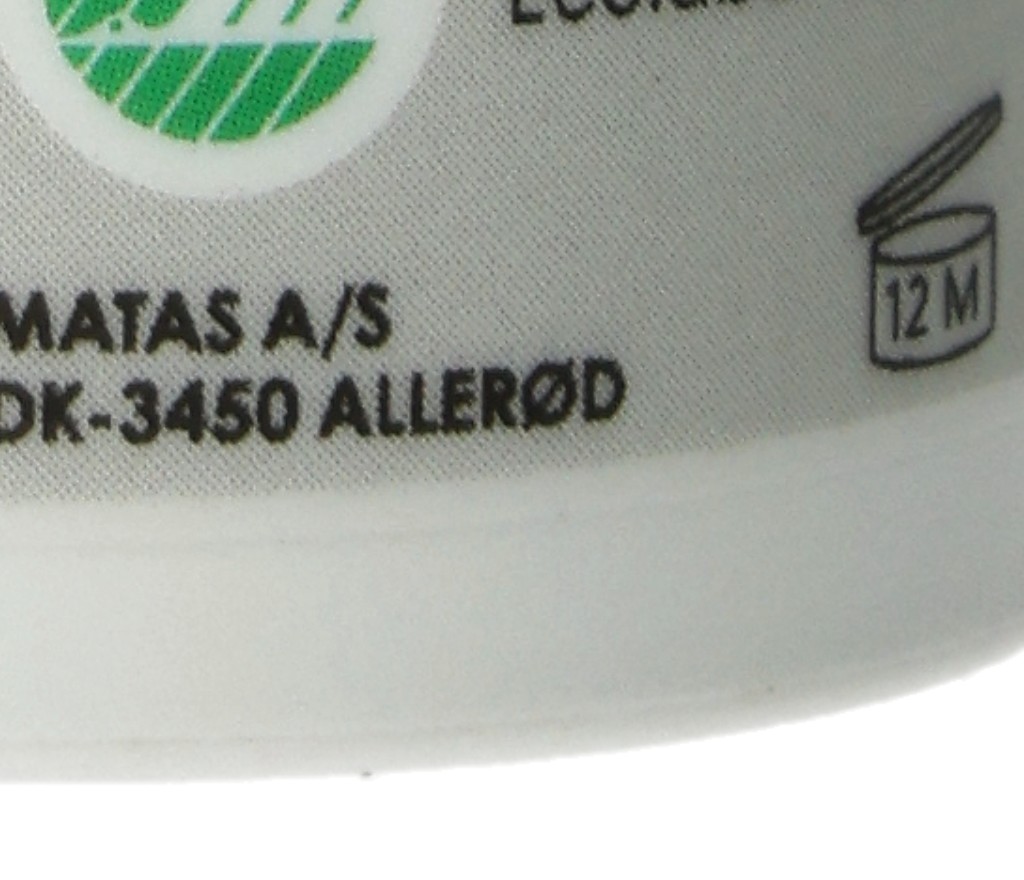 MATAS A/S
DK-3450 ALLERØD
12 M